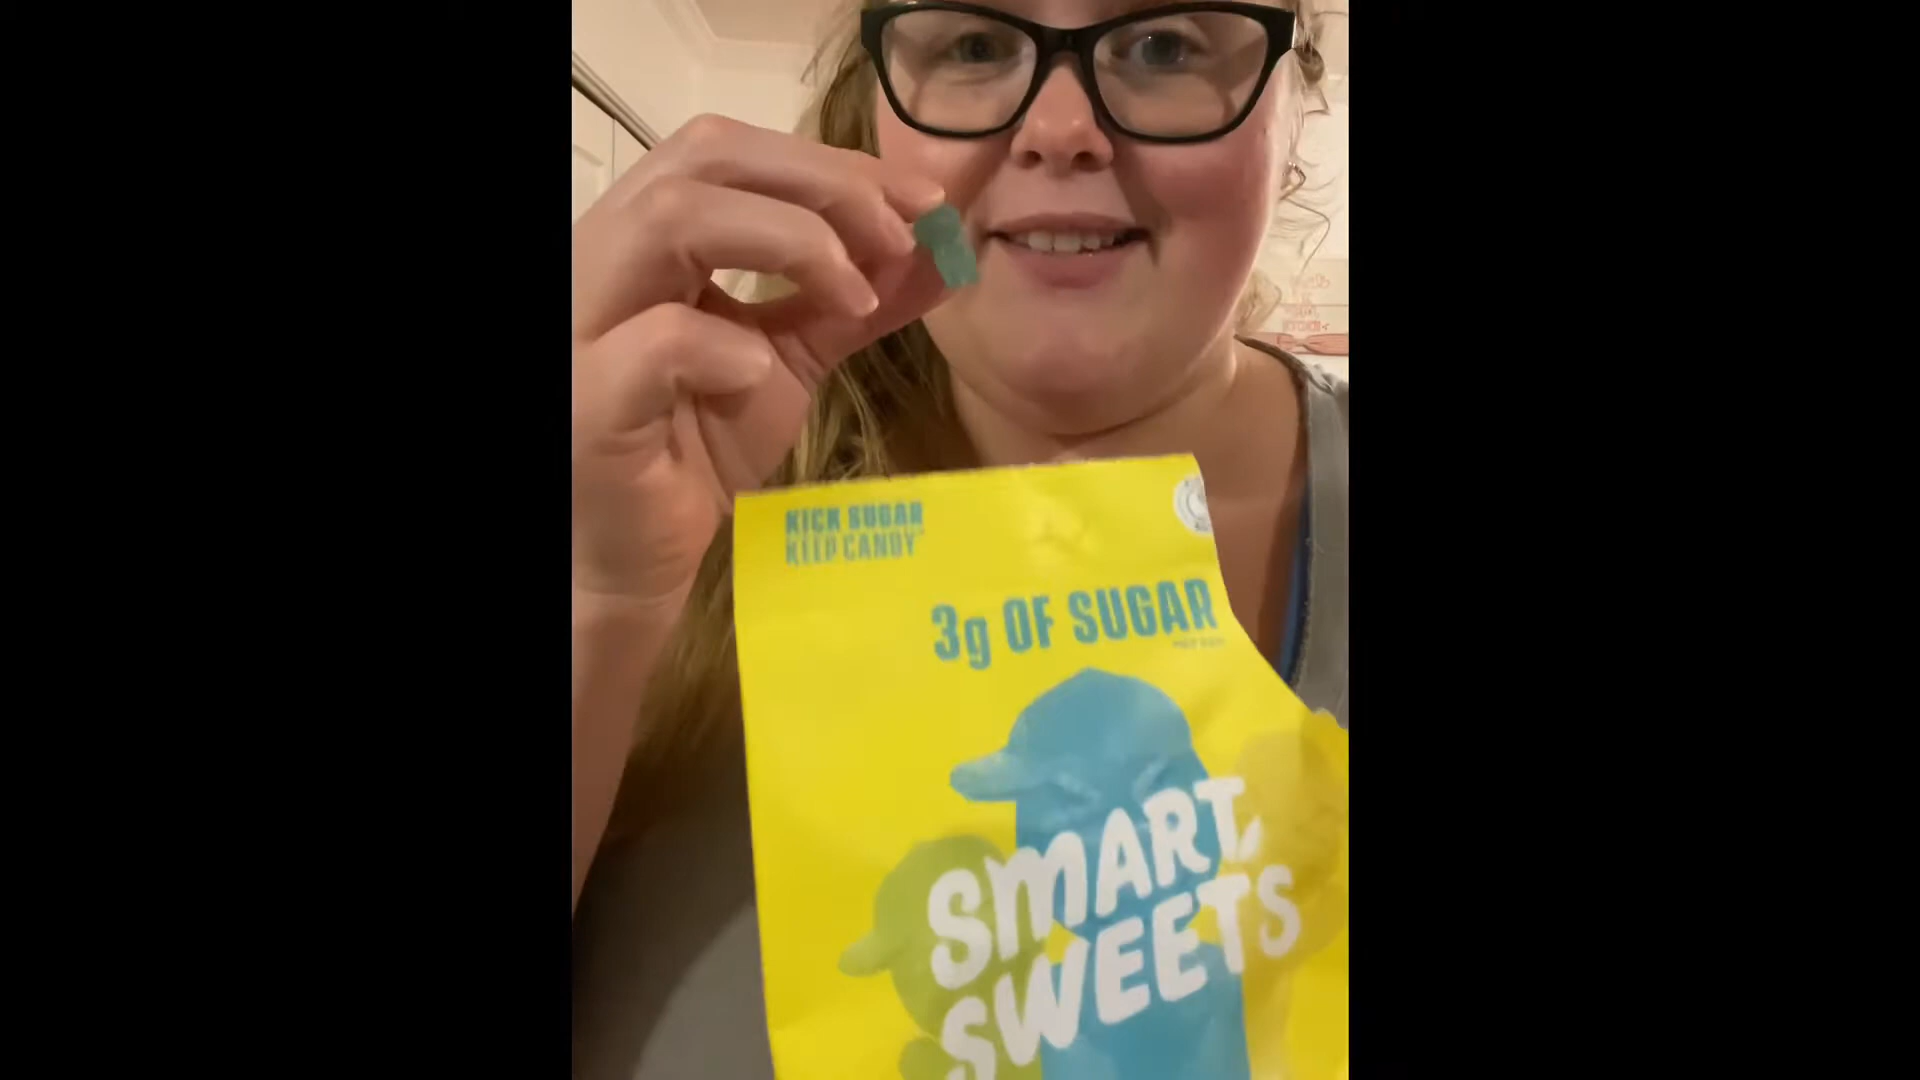 KICK SUGAR
KEEP CANDY
3g OF SUGAR
SMART
SWEETS